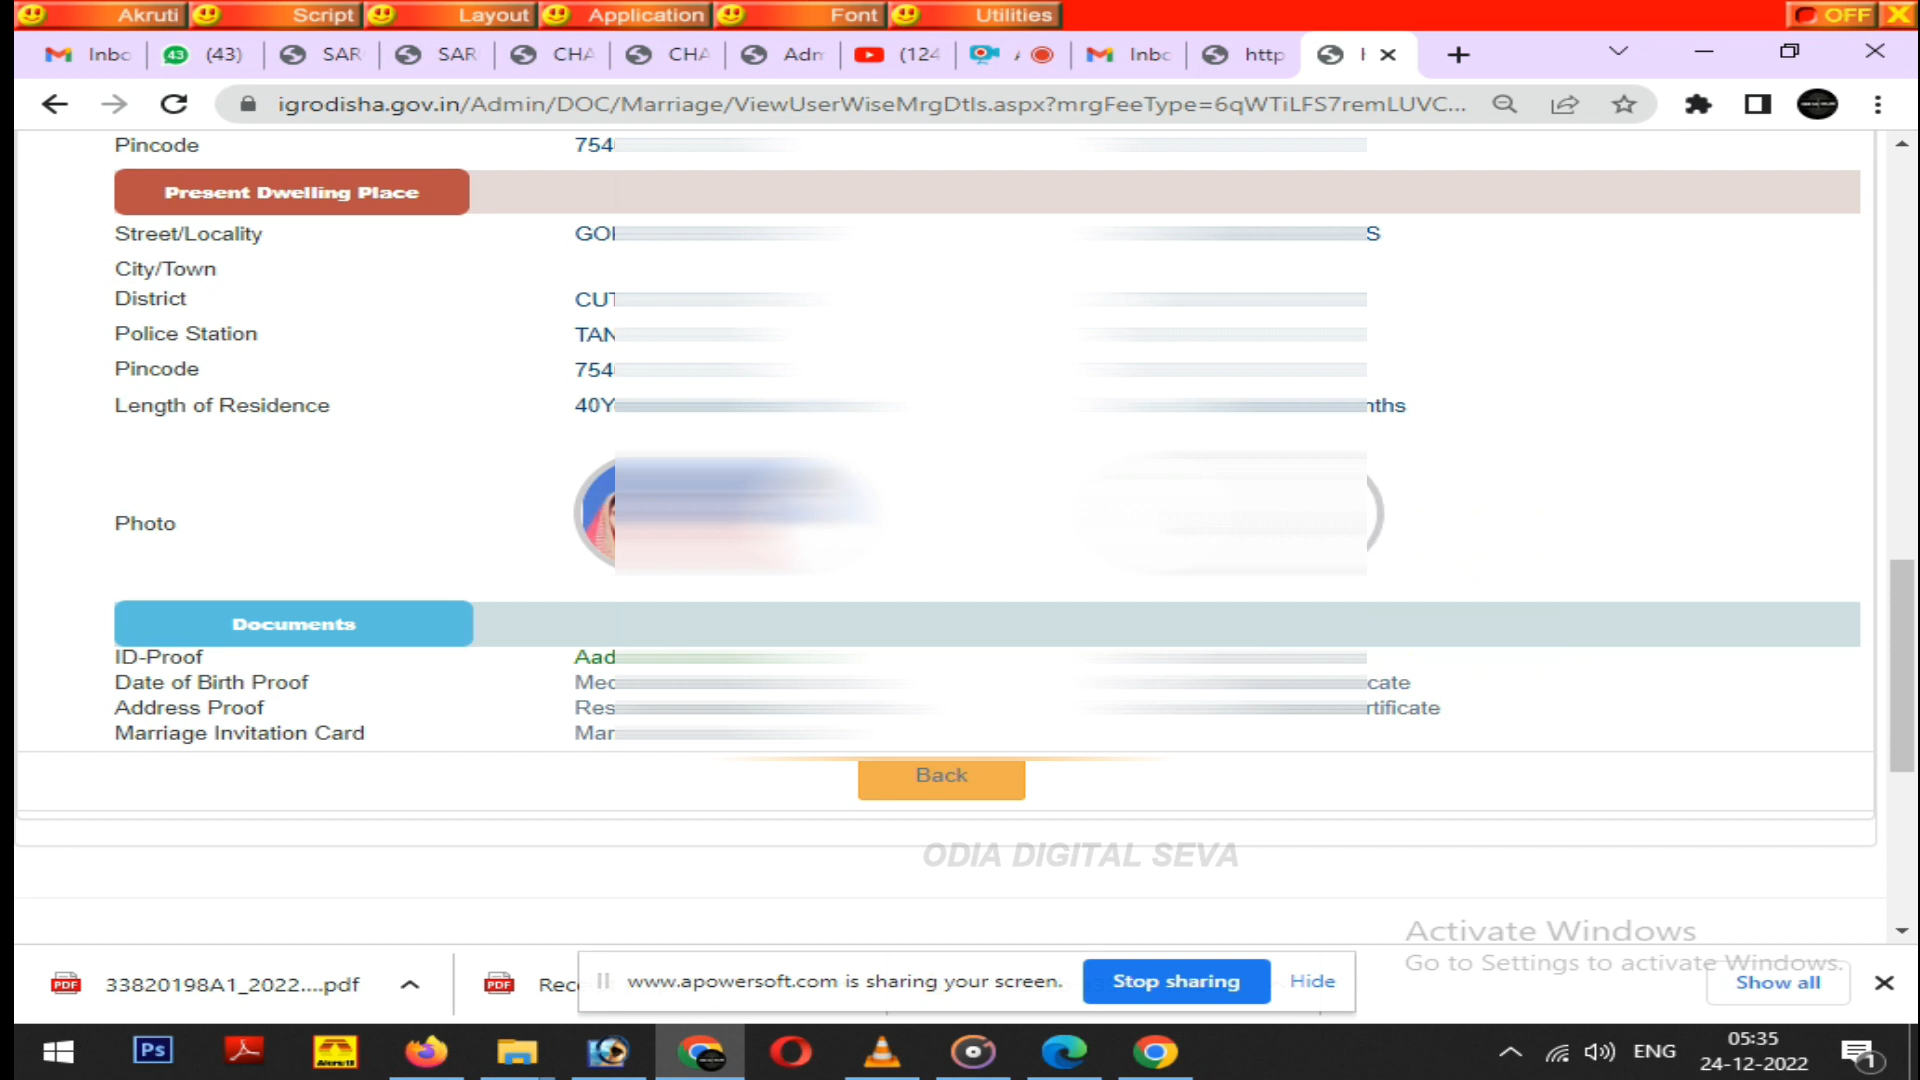 Akruti Script Layout Application Font Utilities OFF
Inbc (43) SAR SAR CHA CHA Adm (124 Inbc http
igrodisha.gov.in/Admin/DOC/Marriage/ViewUserWiseMrgDtls.aspx?mrgFeeType=6qWTiLFS7remLUVC...
Pincode 754
Present Dwelling Place
Street/Locality GO S
City/Town
District CUT
Police Station TAN
Pincode 754
Length of Residence 40Y nths
Photo
Documents
ID-Proof Aad
Date of Birth Proof Med cate
Address Proof Res rtificate
Marriage Invitation Card Mar
Back
ODIA DIGITAL SEVA
Activate Windows
Go to Settings to activate Windows.
33820198A1_2022....pdf Rec www.apowersoft.com is sharing your screen. Stop sharing Hide Show all
Ps ENG 05:35
24-12-2022 1